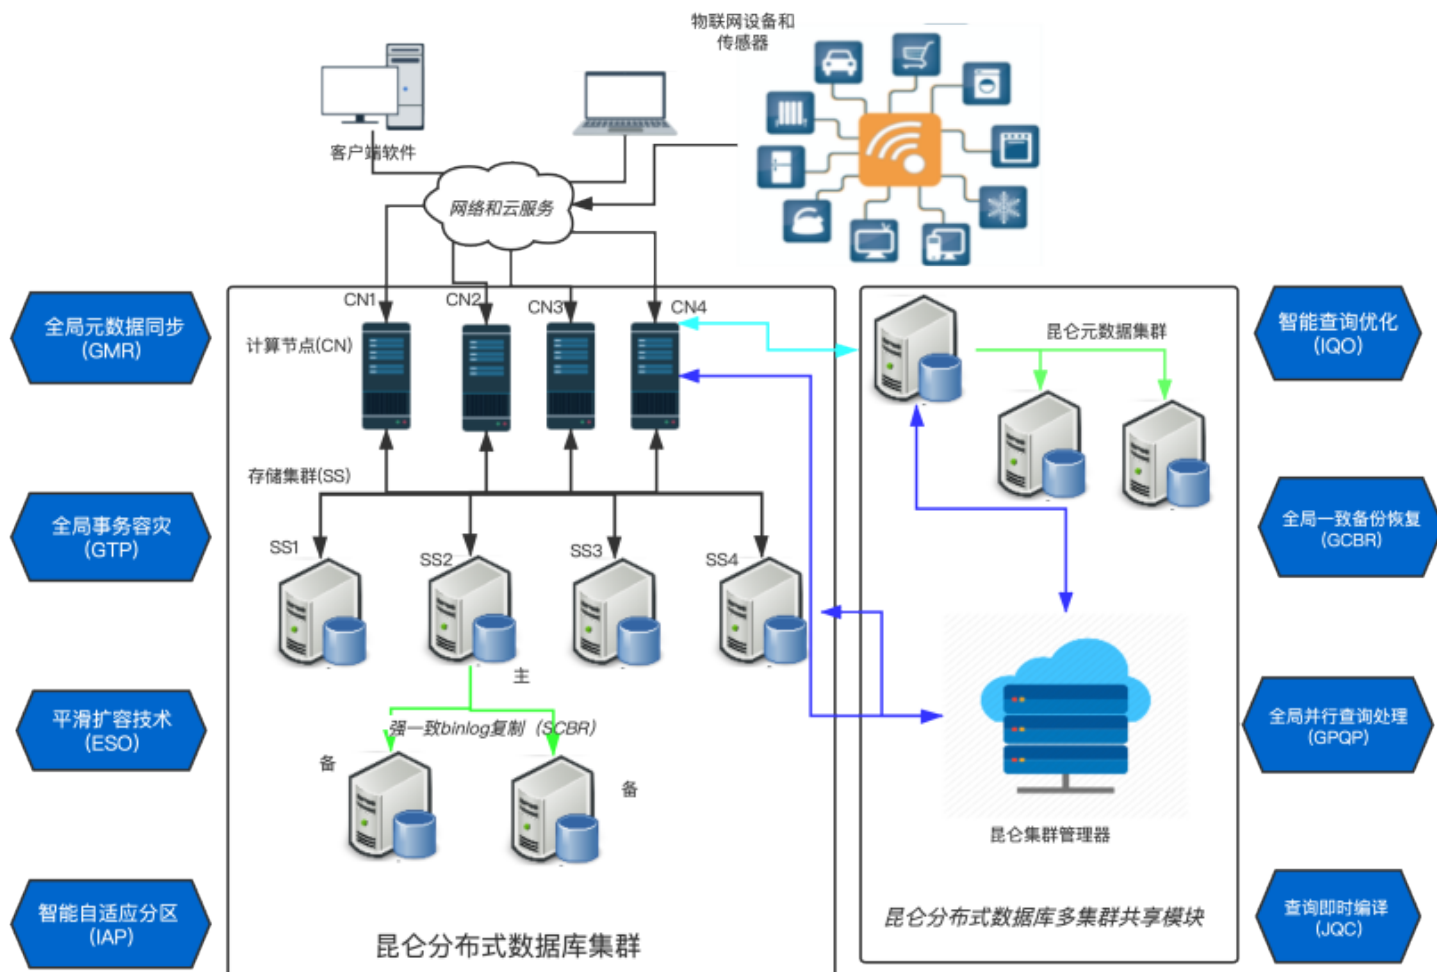 物联网设备和
传感器
客户端软件
网络和云服务
CN1
CN2
CN3
CN4
计算节点(CN)
存储集群(SS)
SS1
SS2
SS3
SS4
主
强一致binlog复制（SCBR）
备
备
昆仑分布式数据库集群
昆仑元数据集群
昆仑集群管理器
昆仑分布式数据库多集群共享模块
全局元数据同步
(GMR)
全局事务容灾
(GTP)
平滑扩容技术
(ESO)
智能自适应分区
(IAP)
智能查询优化
(IQO)
全局一致备份恢复
(GCBR)
全局并行查询处理
(GPQP)
查询即时编译
(JQC)